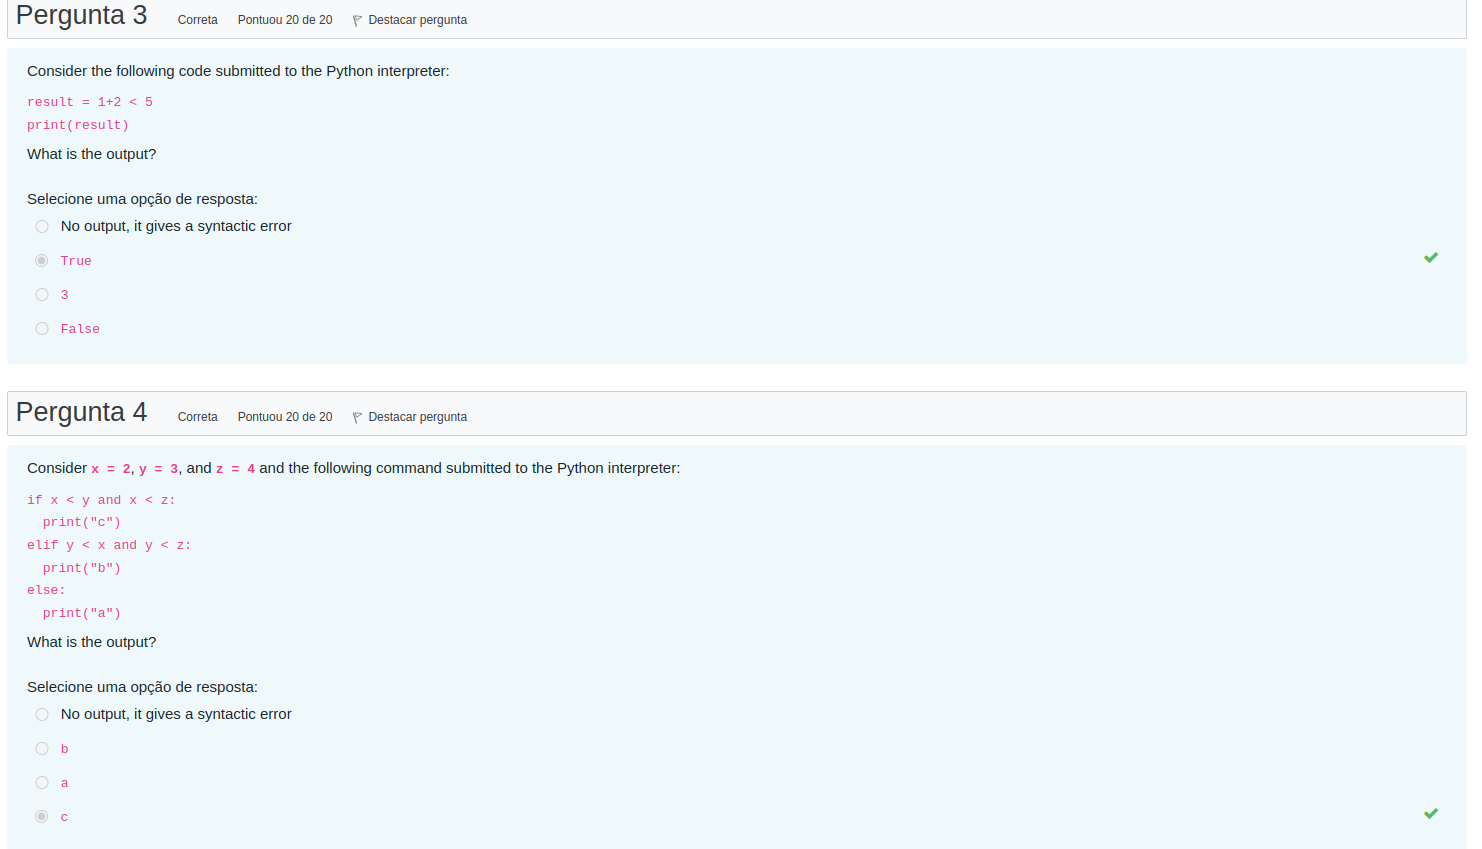 Pergunta 3 Correta Pontuou 20 de 20 Destacar pergunta
Consider the following code submitted to the Python interpreter:
result = 1+2 < 5
print(result)
What is the output?
Selecione uma opção de resposta:
No output, it gives a syntactic error
True
3
False
Pergunta 4 Correta Pontuou 20 de 20 Destacar pergunta
Consider x = 2, y = 3, and z = 4 and the following command submitted to the Python interpreter:
if x < y and x < z:
  print("c")
elif y < x and y < z:
  print("b")
else:
  print("a")
What is the output?
Selecione uma opção de resposta:
No output, it gives a syntactic error
b
a
c